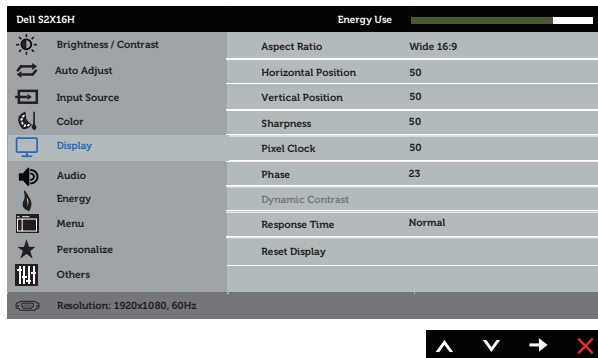 Dell S2X16H Energy Use
Brightness / Contrast
Auto Adjust
Input Source
Color
Display
Audio
Energy
Menu
Personalize
Others
Aspect Ratio Wide 16:9
Horizontal Position 50
Vertical Position 50
Sharpness 50
Pixel Clock 50
Phase 23
Dynamic Contrast
Response Time Normal
Reset Display
Resolution: 1920x1080, 60Hz